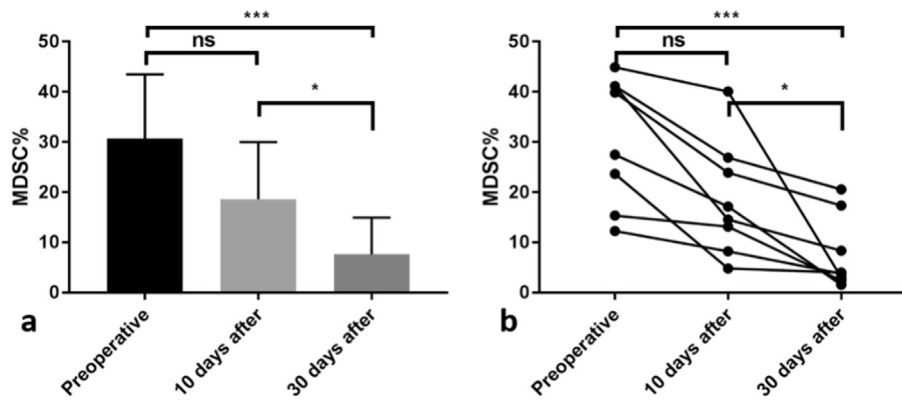 ***
ns
*
50
40
30
20
10
0
MDSC%
Preoperative
10 days after
30 days after
a
***
ns
*
50
40
30
20
10
0
MDSC%
Preoperative
10 days after
30 days after
b